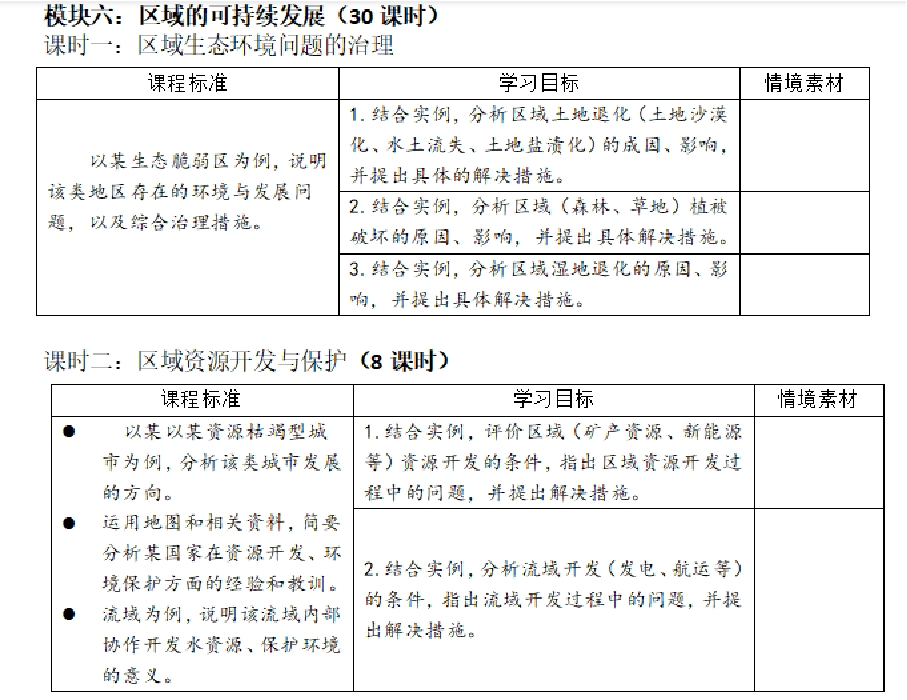 模块六：区域的可持续发展（30 课时）
课时一：区域生态环境问题的治理
课程标准
学习目标
情境素材
以某生态脆弱区为例，说明
该类地区存在的环境与发展问
题，以及综合治理措施。
1.结合实例，分析区域土地退化（土地沙漠
化、水土流失、土地盐渍化）的成因、影响，
并提出具体的解决措施。
2.结合实例，分析区域（森林、草地）植被
破坏的原因、影响，并提出具体解决措施。
3.结合实例，分析区域湿地退化的原因、影
响，并提出具体解决措施。
课时二：区域资源开发与保护（8 课时）
课程标准
学习目标
情境素材
● 以某以某资源枯竭型城
市为例，分析该类城市发展
的方向。
● 运用地图和相关资料，简要
分析某国家在资源开发、环
境保护方面的经验和教训。
● 流域为例，说明该流域内部
协作开发水资源、保护环境
的意义。
1.结合实例，评价区域（矿产资源、新能源
等）资源开发的条件，指出区域资源开发过
程中的问题，并提出解决措施。
2.结合实例，分析流域开发（发电、航运等）
的条件，指出流域开发过程中的问题，并提
出解决措施。